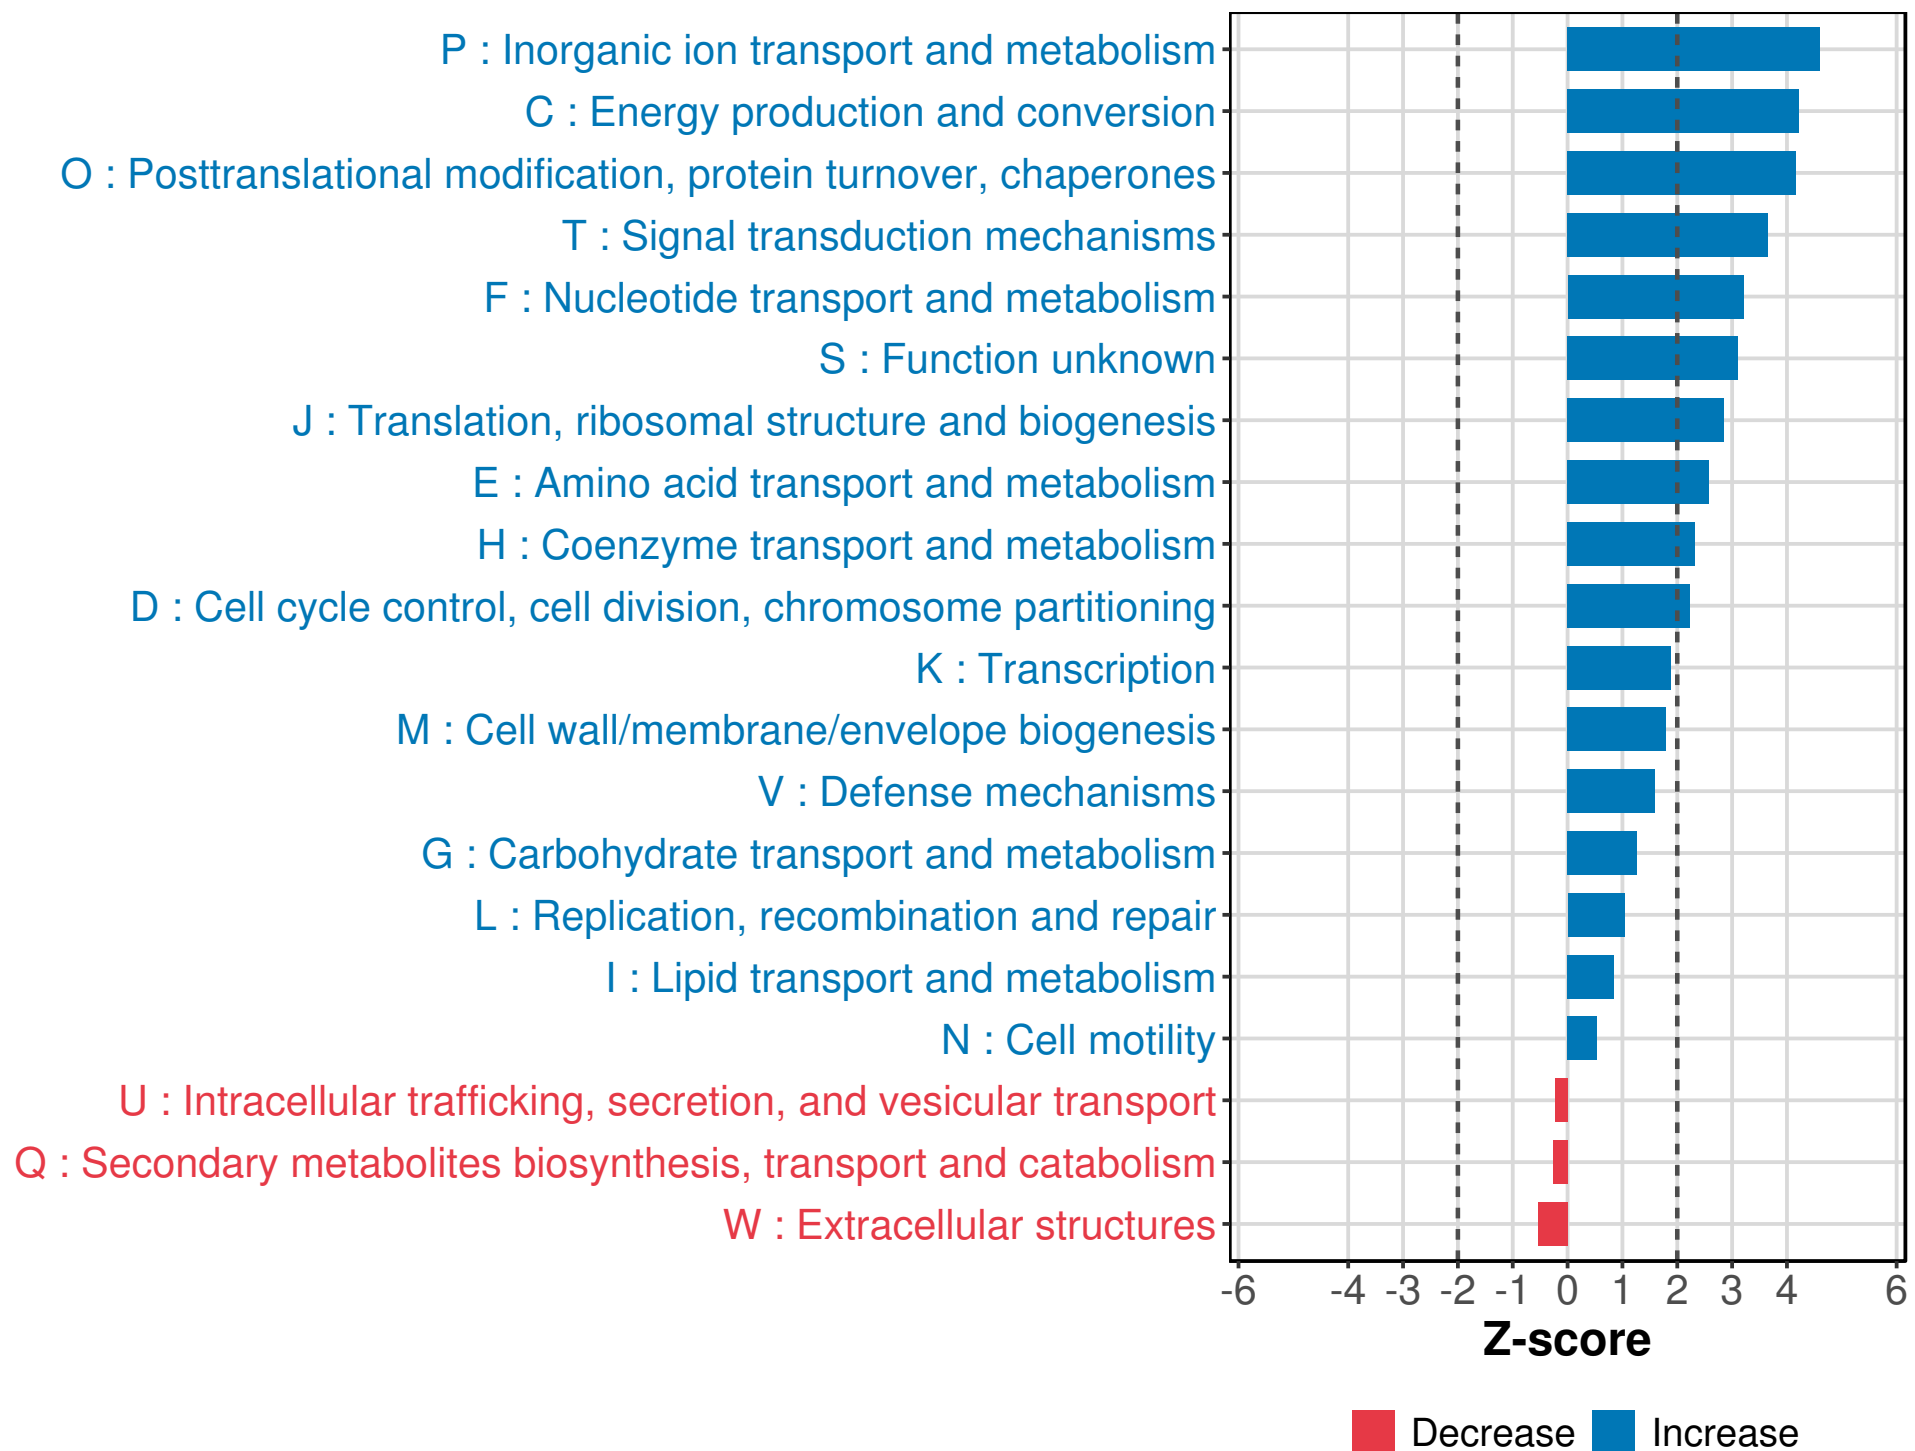 P : Inorganic ion transport and metabolism
C : Energy production and conversion
O : Posttranslational modification, protein turnover, chaperones
T : Signal transduction mechanisms
F : Nucleotide transport and metabolism
S : Function unknown
J : Translation, ribosomal structure and biogenesis
E : Amino acid transport and metabolism
H : Coenzyme transport and metabolism
D : Cell cycle control, cell division, chromosome partitioning
K : Transcription
M : Cell wall/membrane/envelope biogenesis
V : Defense mechanisms
G : Carbohydrate transport and metabolism
L : Replication, recombination and repair
I : Lipid transport and metabolism
N : Cell motility
U : Intracellular trafficking, secretion, and vesicular transport
Q : Secondary metabolites biosynthesis, transport and catabolism
W : Extracellular structures
-6 -4 -3 -2 -1 0 1 2 3 4 6
Z-score
Decrease Increase